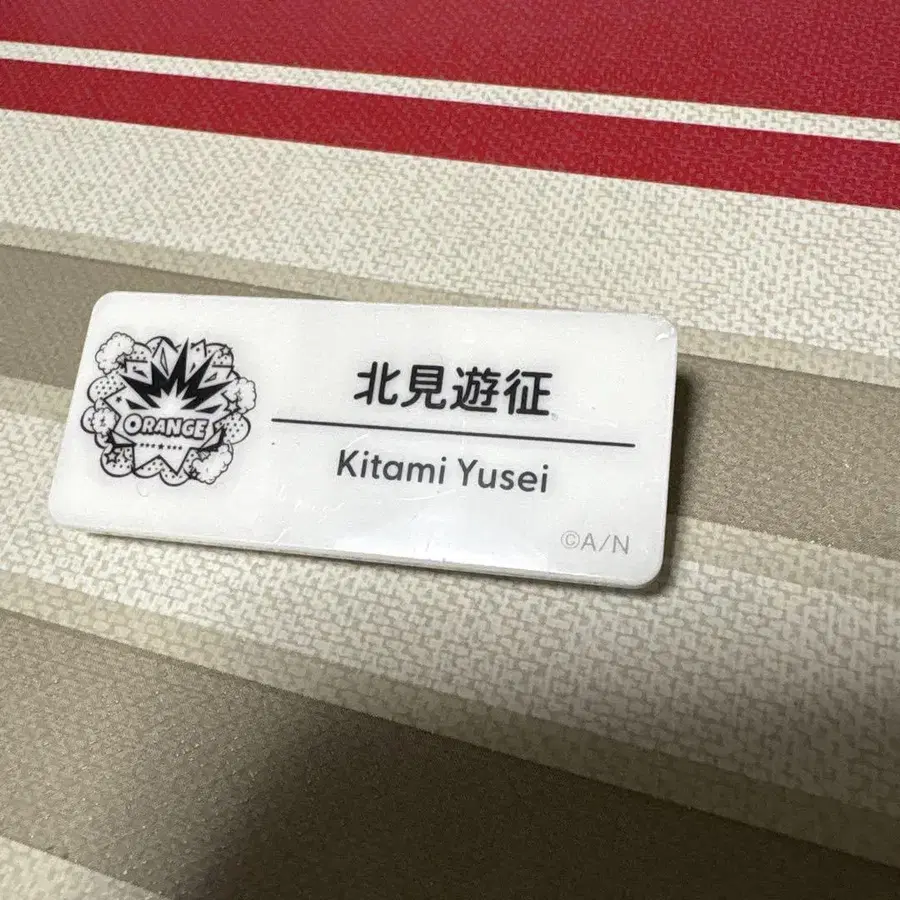 ORANGE
北見遊征
Kitami Yusei
©A/N